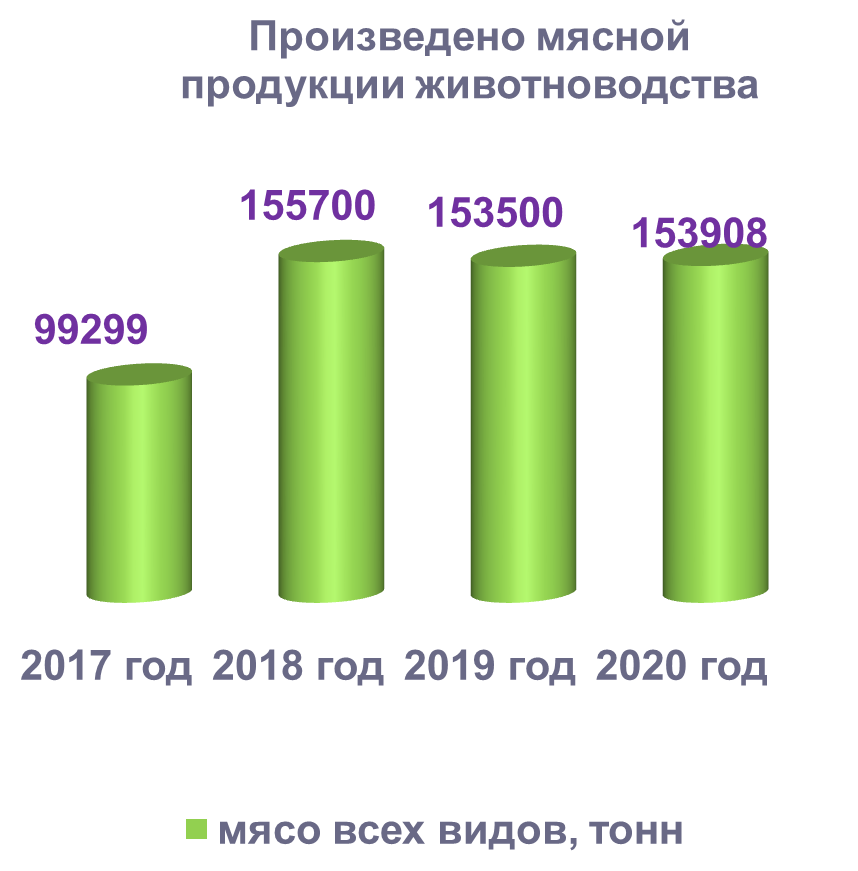 Произведено мясной
продукции животноводства
155700
153500
153908
99299
2017 год 2018 год 2019 год 2020 год
мясо всех видов, тонн